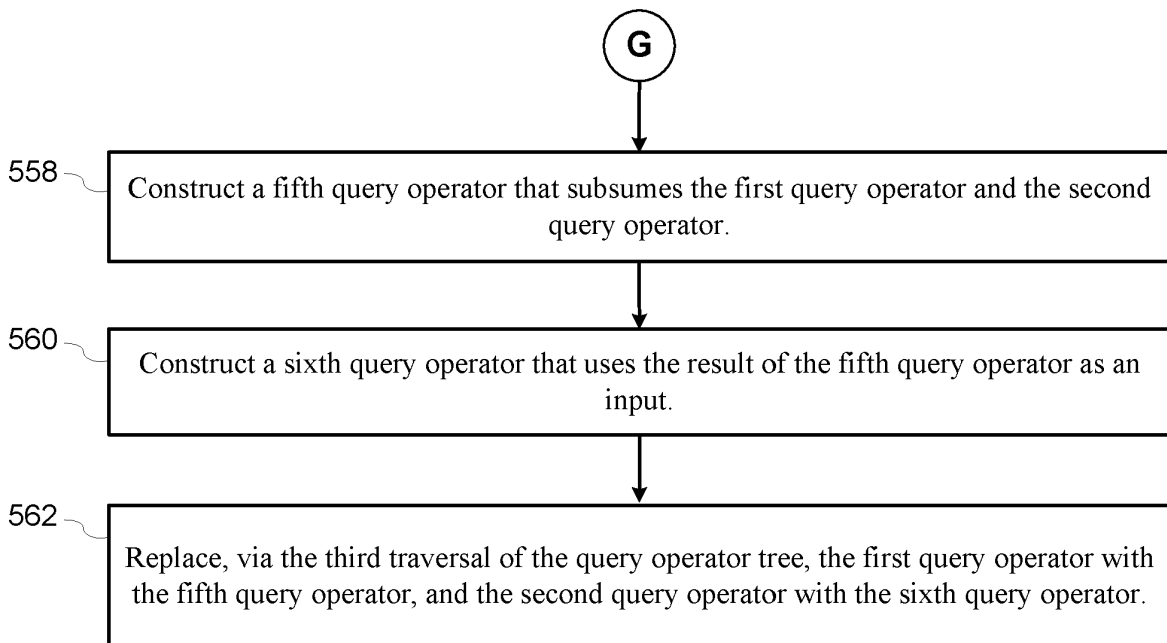 G
558
Construct a fifth query operator that subsumes the first query operator and the second
query operator.
560
Construct a sixth query operator that uses the result of the fifth query operator as an
input.
562
Replace, via the third traversal of the query operator tree, the first query operator with
the fifth query operator, and the second query operator with the sixth query operator.